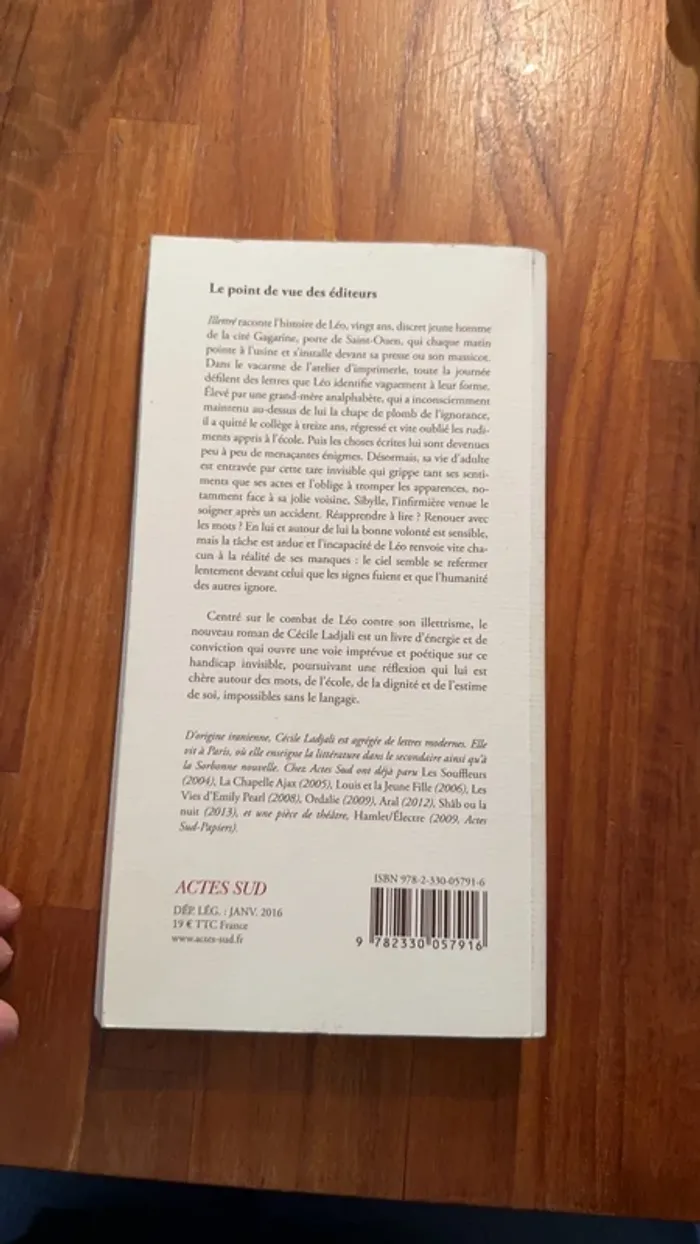 Le point de vue des éditeurs
Illettré raconte l'histoire de Léo, vingt ans, discret jeune homme
de la cité Gagarine, porte de Saint-Ouen, qui chaque matin
pointe à l'usine et s'installe devant sa presse ou son massicot.
Dans le vacarme de l'atelier d'imprimerie, toute la journée
défilent des lettres que Léo identifie vaguement à leur forme.
Élevé par une grand-mère analphabète, qui a inconsciemment
maintenu au-dessus de lui la chape de plomb de l'ignorance,
il a quitté le collège à treize ans, régressé et vite oublié les rudi-
ments appris à l'école. Puis les choses écrites lui sont devenues
peu à peu de menaçantes énigmes. Désormais, sa vie d'adulte
est entravée par cette tare invisible qui grippe tant ses senti-
ments que ses actes et l'oblige à tromper les apparences, no-
tamment face à sa jolie voisine, Sibylle, l'infirmière venue le
soigner après un accident. Réapprendre à lire ? Renouer avec
les mots ? En lui et autour de lui la bonne volonté est sensible,
mais la tâche est ardue et l'incapacité de Léo renvoie vite cha-
cun à la réalité de ses manques : le ciel semble se refermer
lentement devant celui que les signes fuient et que l'humanité
des autres ignore.
Centré sur le combat de Léo contre son illettrisme, le
nouveau roman de Cécile Ladjali est un livre d'énergie et de
conviction qui ouvre une voie imprévue et poétique sur ce
handicap invisible, poursuivant une réflexion qui lui est
chère autour des mots, de l'école, de la dignité et de l'estime
de soi, impossibles sans le langage.
D'origine iranienne, Cécile Ladjali est agrégée de lettres modernes. Elle
vit à Paris, où elle enseigne la littérature dans le secondaire ainsi qu'à
la Sorbonne nouvelle. Chez Actes Sud ont déjà paru Les Souffleurs
(2004), La Chapelle Ajax (2005), Louis et la Jeune Fille (2006), Les
Vies d'Emily Pearl (2008), Ordalie (2009), Aral (2012), Shâb ou la
nuit (2013), et une pièce de théâtre, Hamlet/Électre (2009, Actes
Sud-Papiers).
ACTES SUD
DÉP. LÉG. : JANV. 2016
19 € TTC France
www.actes-sud.fr
ISBN 978-2-330-05791-6
9 782330 057916